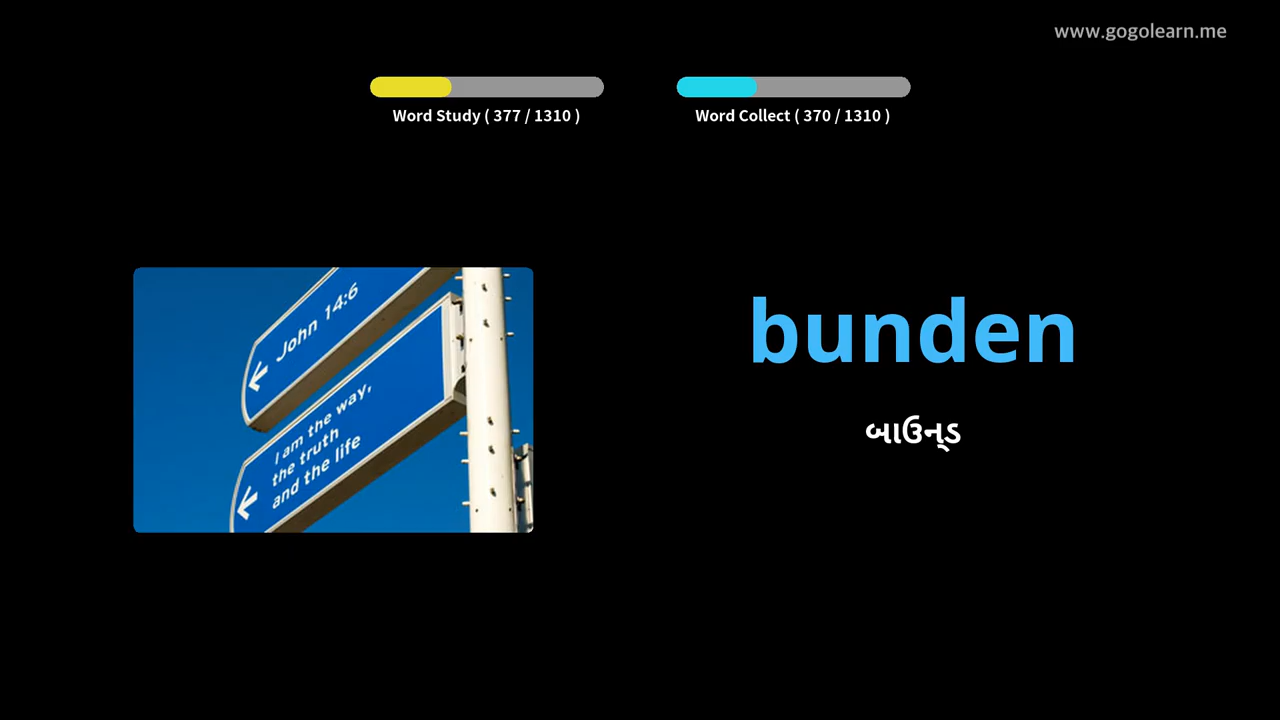 www.gogolearn.me
Word Study ( 377 / 1310 )
Word Collect ( 370 / 1310 )
John 14:6
I am the way,
the truth
and the life
bunden
બાઉન્ડ